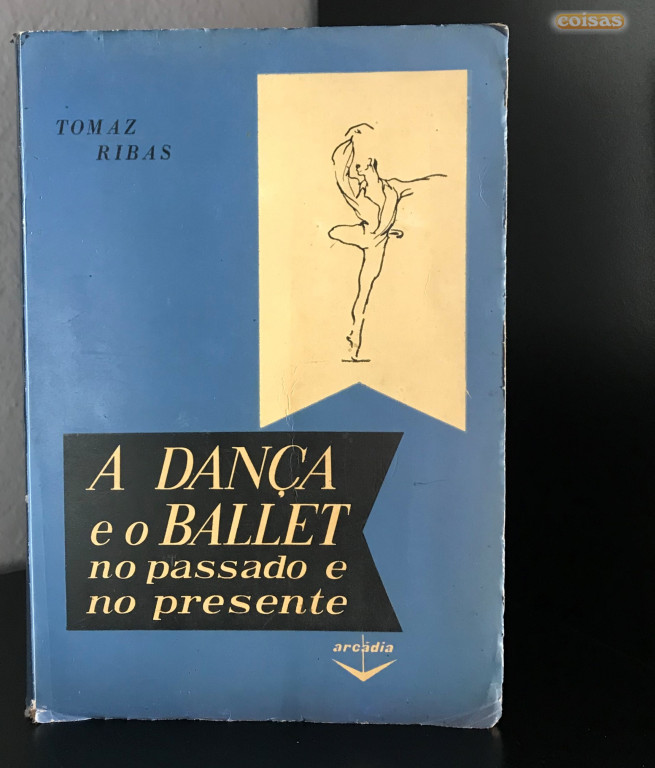 coisas
TOMAZ
RIBAS
A DANÇA
e o BALLET
no passado e
no presente
arcádia